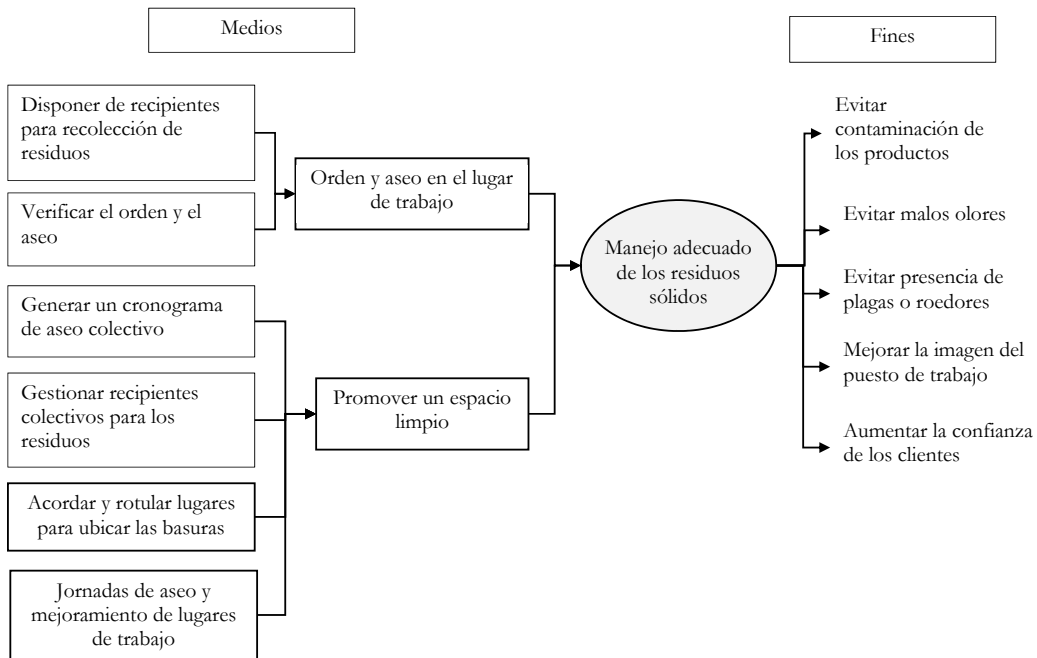 Medios
Fines
Disponer de recipientes
para recolección de
residuos
Verificar el orden y el
aseo
Generar un cronograma
de aseo colectivo
Gestionar recipientes
colectivos para los
residuos
Acordar y rotular lugares
para ubicar las basuras
Jornadas de aseo y
mejoramiento de lugares
de trabajo
Orden y aseo en el lugar
de trabajo
Promover un espacio
limpio
Manejo adecuado
de los residuos
sólidos
Evitar
contaminación de
los productos
Evitar malos olores
Evitar presencia de
plagas o roedores
Mejorar la imagen del
puesto de trabajo
Aumentar la confianza
de los clientes